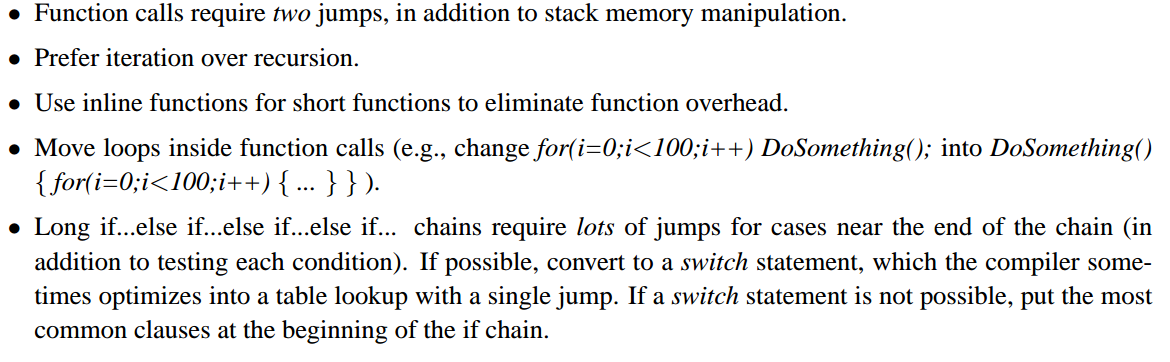 • Function calls require two jumps, in addition to stack memory manipulation.
• Prefer iteration over recursion.
• Use inline functions for short functions to eliminate function overhead.
• Move loops inside function calls (e.g., change for(i=0;i<100;i++) DoSomething(); into DoSomething()
{ for(i=0;i<100;i++) { ... } } ).
• Long if...else if...else if...else if... chains require lots of jumps for cases near the end of the chain (in
addition to testing each condition). If possible, convert to a switch statement, which the compiler some-
times optimizes into a table lookup with a single jump. If a switch statement is not possible, put the most
common clauses at the beginning of the if chain.